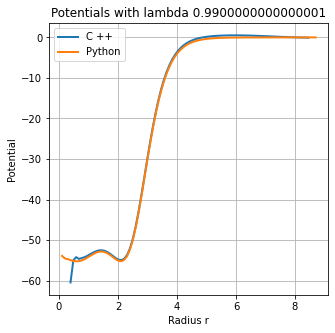 Potentials with lambda 0.9900000000000001
C ++
Python
0
−10
−20
−30
−40
−50
−60
Potential
0 2 4 6 8
Radius r